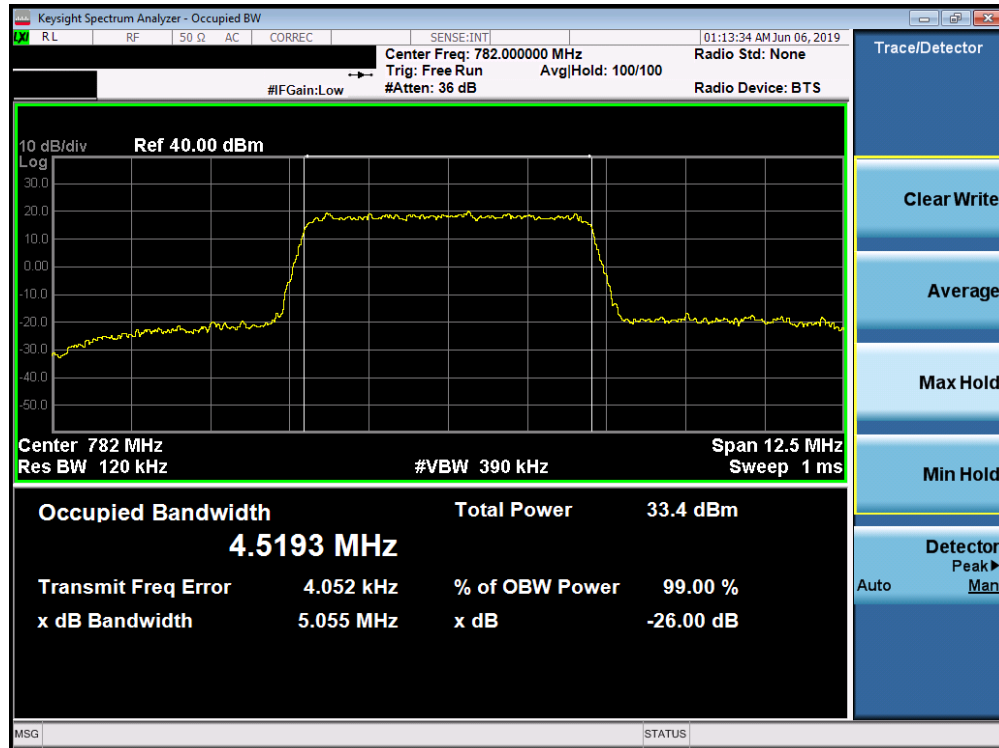 Keysight Spectrum Analyzer - Occupied BW
LXI RL RF 50 Ω AC CORREC SENSE:INT 01:13:34 AM Jun 06, 2019
Center Freq: 782.000000 MHz Radio Std: None
Trig: Free Run Avg|Hold: 100/100
#IFGain:Low #Atten: 36 dB Radio Device: BTS
Trace/Detector
10 dB/div Ref 40.00 dBm
Log
30.0
20.0
10.0
0.00
-10.0
-20.0
-30.0
-40.0
-50.0
Center 782 MHz Span 12.5 MHz
Res BW 120 kHz #VBW 390 kHz Sweep 1 ms
Occupied Bandwidth Total Power 33.4 dBm
4.5193 MHz
Transmit Freq Error 4.052 kHz % of OBW Power 99.00 %
x dB Bandwidth 5.055 MHz x dB -26.00 dB
Clear Write
Average
Max Hold
Min Hold
Detector
Peak▶
Auto Man
MSG STATUS